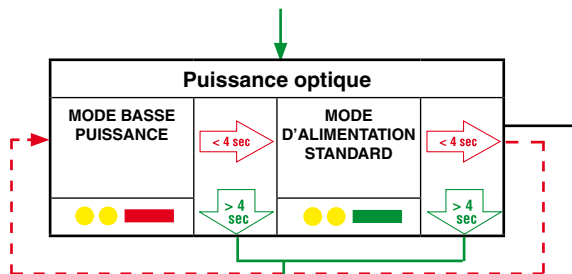 Puissance optique
MODE BASSE
PUISSANCE
< 4 sec
MODE
D'ALIMENTATION
STANDARD
< 4 sec
> 4
sec
> 4
sec